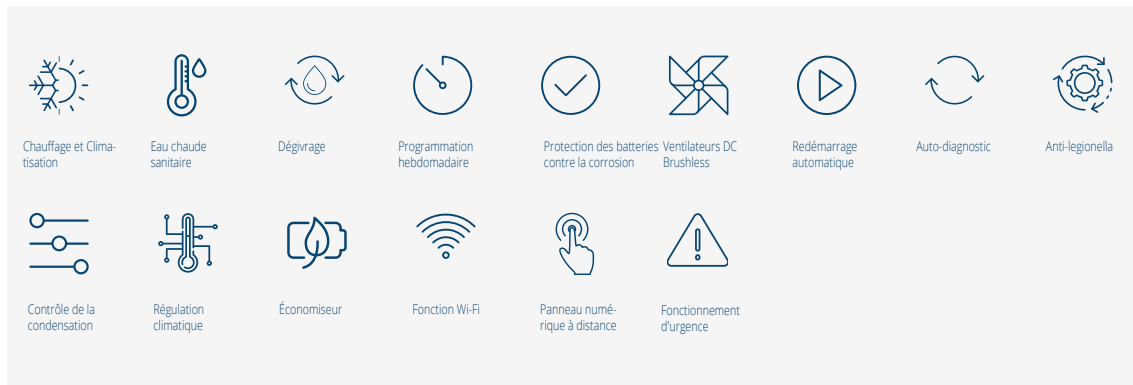 Chauffage et Clima-
tisation
Eau chaude
sanitaire
Dégivrage
Programmation
hebdomadaire
Protection des batteries
contre la corrosion
Ventilateurs DC
Brushless
Redémarrage
automatique
Auto-diagnostic
Anti-legionella
Contrôle de la
condensation
Régulation
climatique
Économiseur
Fonction Wi-Fi
Panneau numé-
rique à distance
Fonctionnement
d'urgence